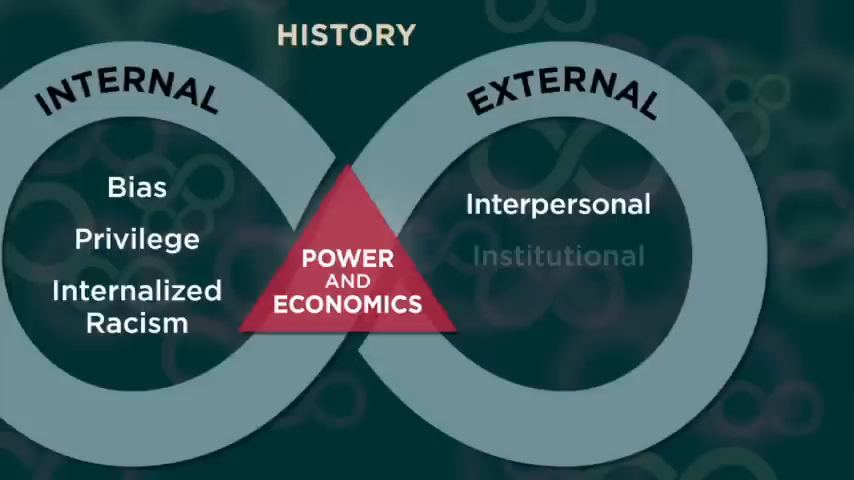 HISTORY
INTERNAL
Bias
Privilege
Internalized
Racism
POWER
AND
ECONOMICS
EXTERNAL
Interpersonal
Institutional